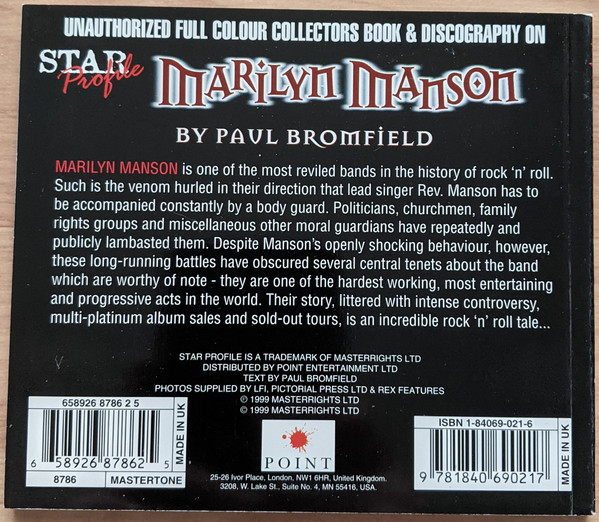 UNAUTHORIZED FULL COLOUR COLLECTORS BOOK & DISCOGRAPHY ON
STAR Profile
MARILYN MANSON
BY PAUL BROMFIELD
MARILYN MANSON is one of the most reviled bands in the history of rock 'n' roll.
Such is the venom hurled in their direction that lead singer Rev. Manson has to
be accompanied constantly by a body guard. Politicians, churchmen, family
rights groups and miscellaneous other moral guardians have repeatedly and
publicly lambasted them. Despite Manson's openly shocking behaviour, however,
these long-running battles have obscured several central tenets about the band
which are worthy of note - they are one of the hardest working, most entertaining
and progressive acts in the world. Their story, littered with intense controversy,
multi-platinum album sales and sold-out tours, is an incredible rock 'n' roll tale...
STAR PROFILE IS A TRADEMARK OF MASTERRIGHTS LTD
DISTRIBUTED BY POINT ENTERTAINMENT LTD
TEXT BY PAUL BROMFIELD
PHOTOS SUPPLIED BY LFI, PICTORIAL PRESS LTD & REX FEATURES
℗ 1999 MASTERRIGHTS LTD
© 1999 MASTERRIGHTS LTD
658926 8786 2 5
6 58926 87862 5
8786 MASTERTONE
MADE IN UK
POINT
25-26 Ivor Place, London, NW1 6HR, United Kingdom.
3208, W. Lake St., Suite No. 4, MN 55416, USA.
ISBN 1-84069-021-6
9 781840 690217
MADE IN UK